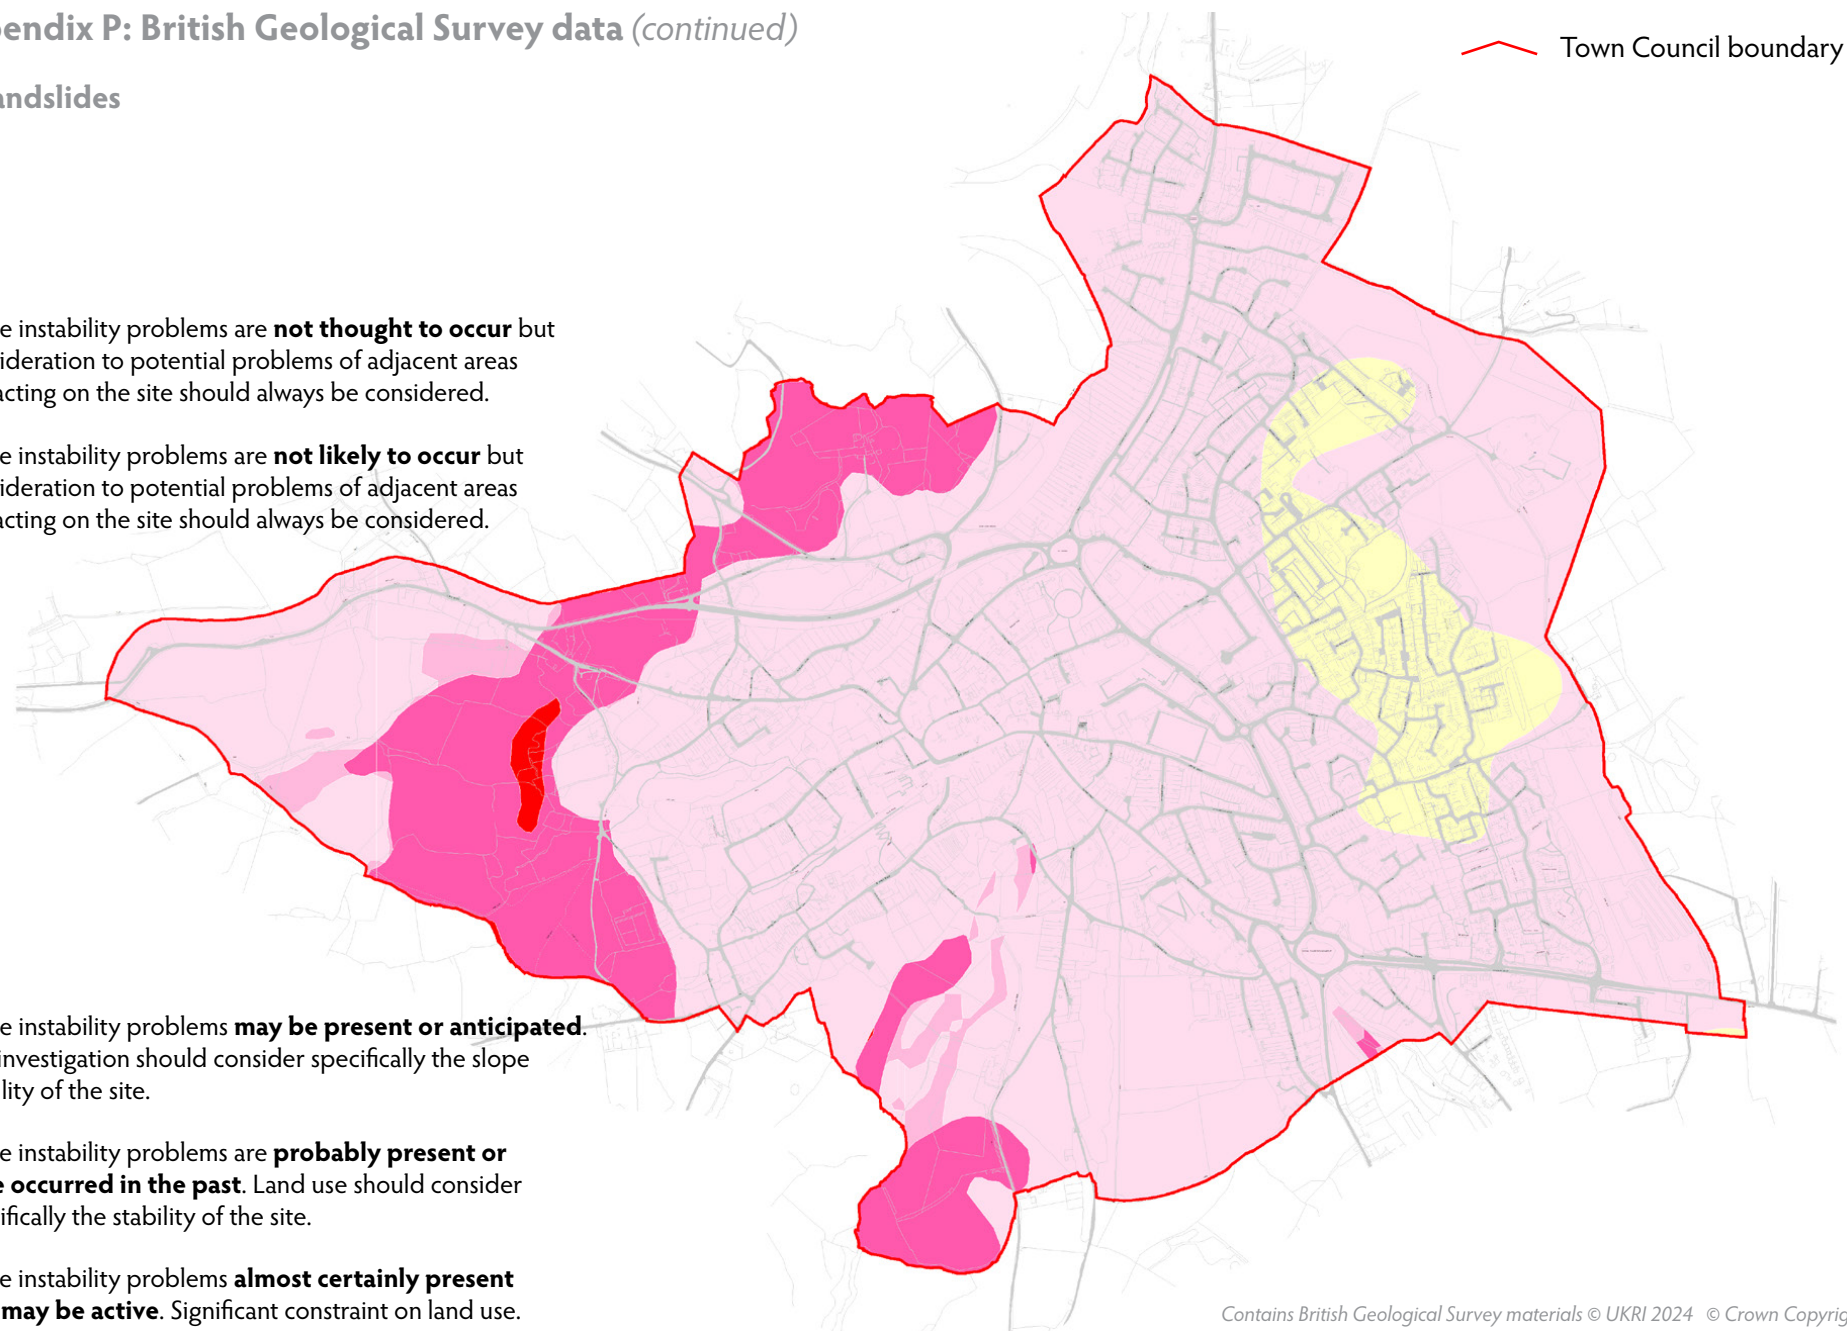 endix P: British Geological Survey data (continued)
andslides
Town Council boundary
e instability problems are not thought to occur but
ideration to potential problems of adjacent areas
acting on the site should always be considered.
e instability problems are not likely to occur but
ideration to potential problems of adjacent areas
acting on the site should always be considered.
e instability problems may be present or anticipated.
investigation should consider specifically the slope
lity of the site.
e instability problems are probably present or
e occurred in the past. Land use should consider
ifically the stability of the site.
e instability problems almost certainly present
may be active. Significant constraint on land use.
Contains British Geological Survey materials © UKRI 2024 © Crown Copyrig